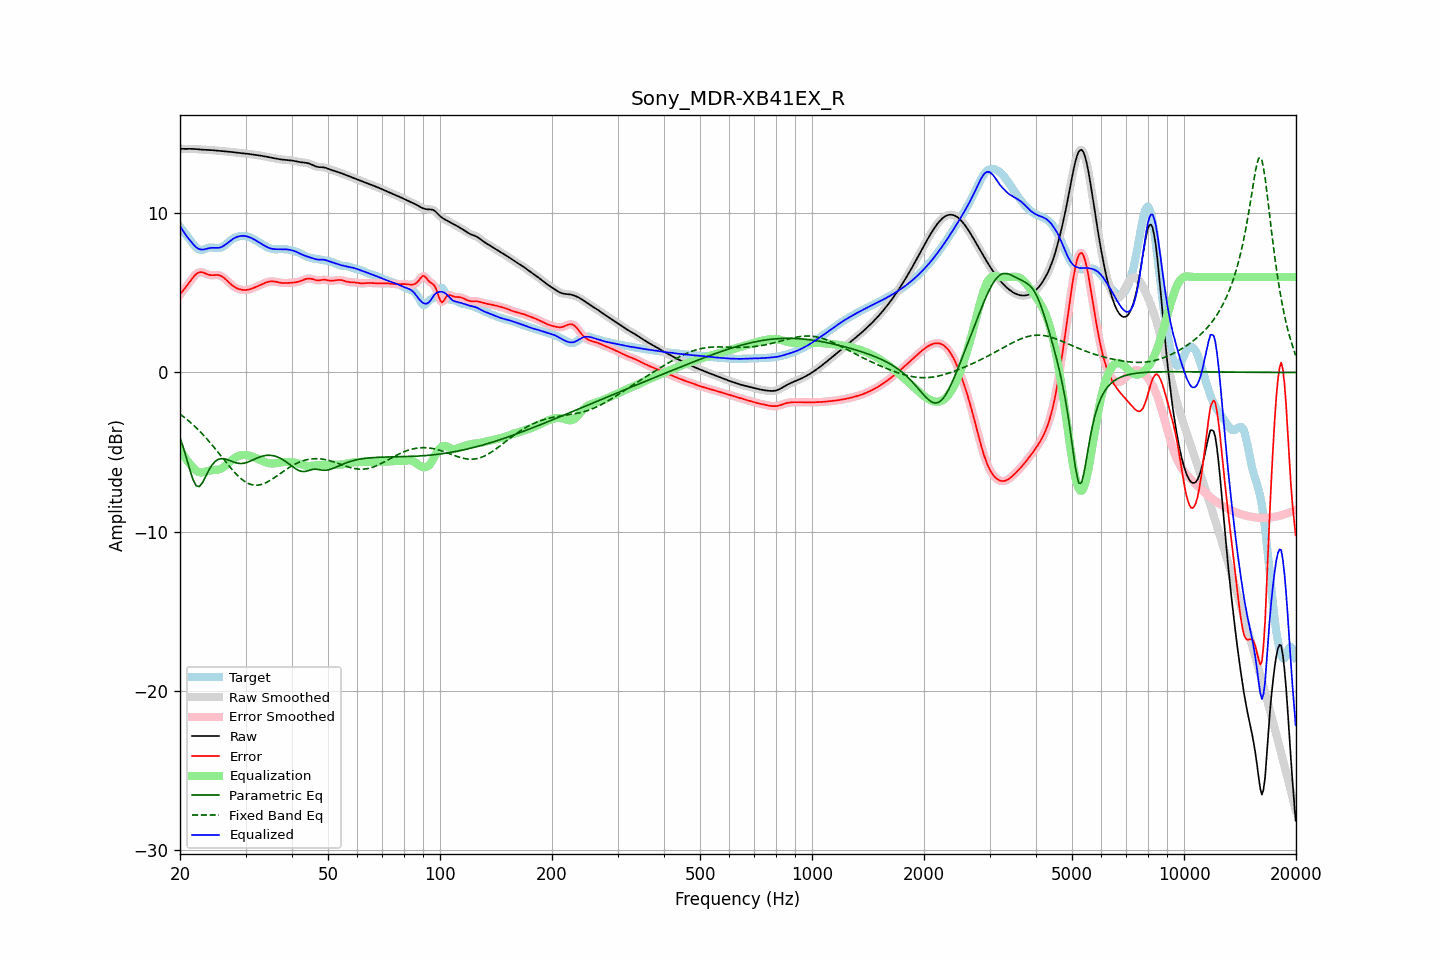 Sony_MDR-XB41EX_R
Amplitude (dBr)
10
0
−10
−20
−30
Target
Raw Smoothed
Error Smoothed
Raw
Error
Equalization
Parametric Eq
Fixed Band Eq
Equalized
20 50 100 200 500 1000 2000 5000 10000 20000
Frequency (Hz)